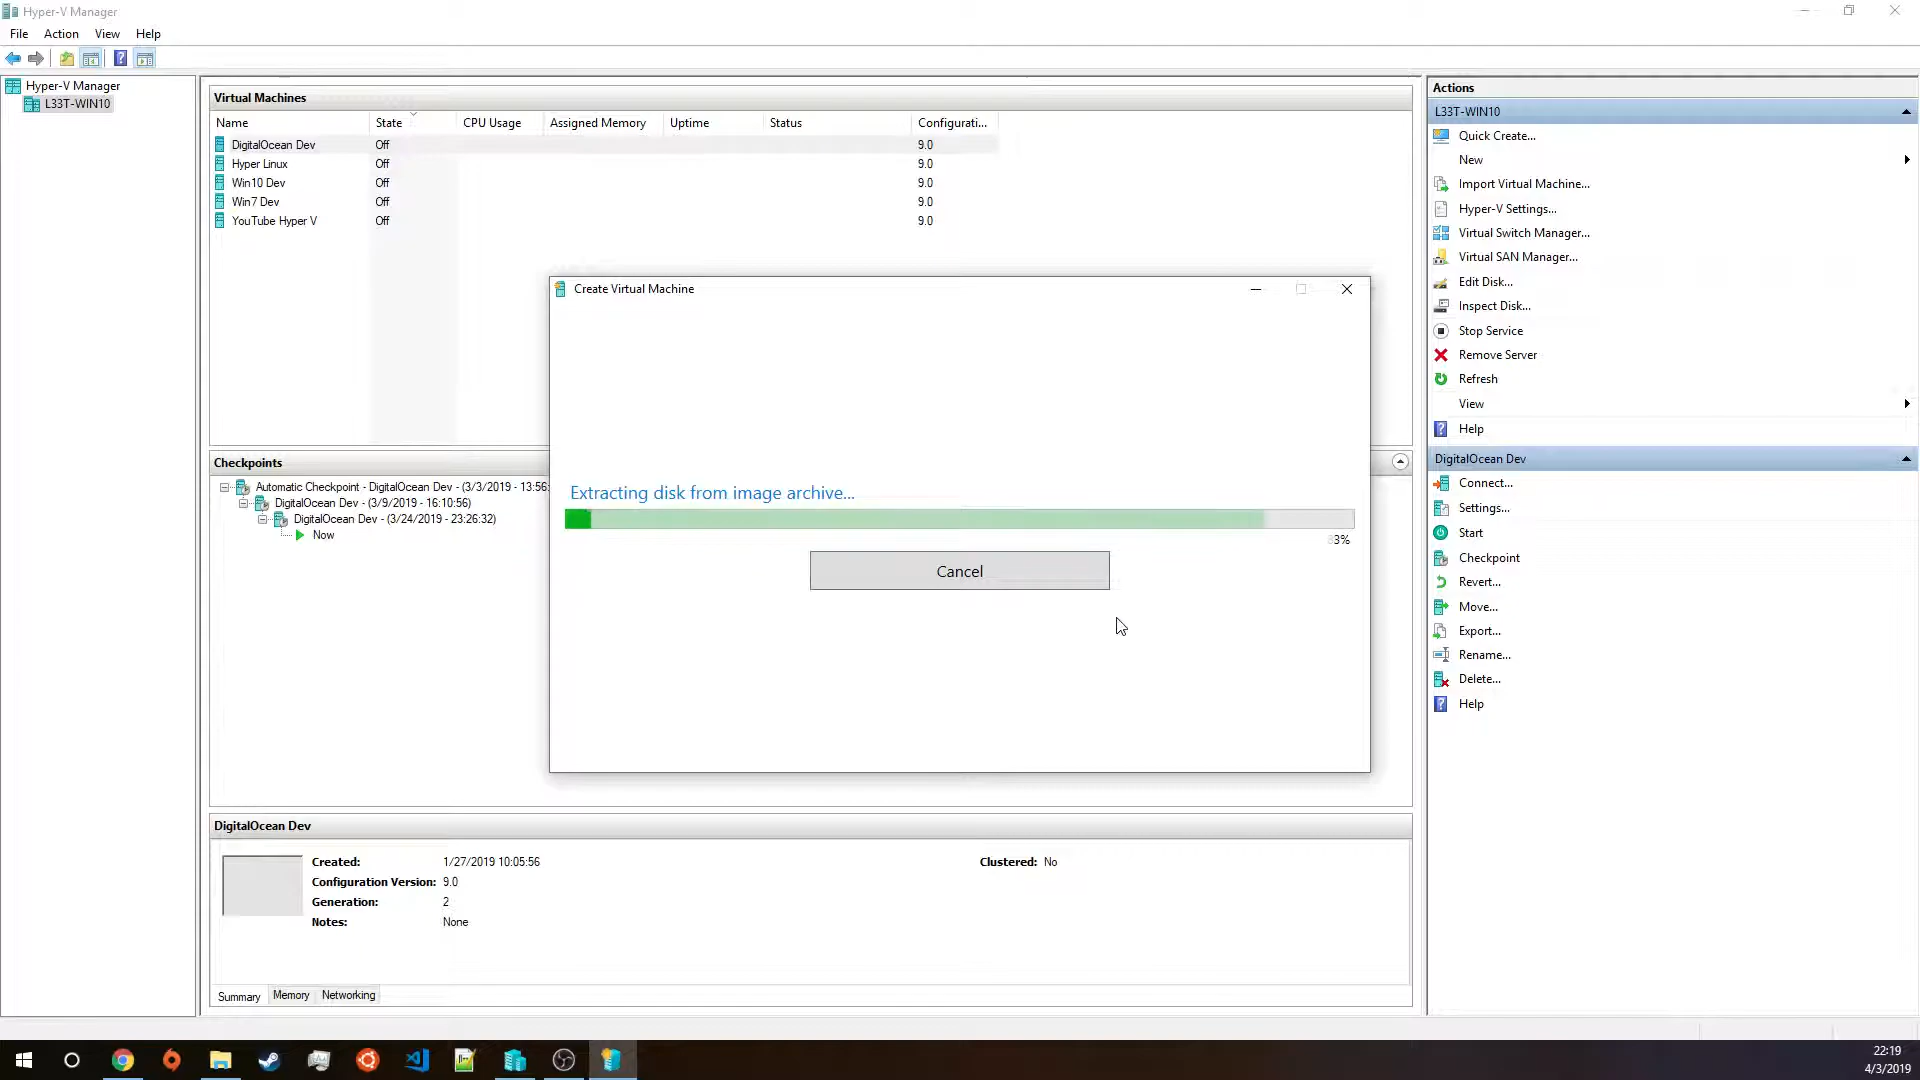 Hyper-V Manager
File Action View Help
Hyper-V Manager
L33T-WIN10
Virtual Machines
Name State CPU Usage Assigned Memory Uptime Status Configurati...
DigitalOcean Dev Off 9.0
Hyper Linux Off 9.0
Win10 Dev Off 9.0
Win7 Dev Off 9.0
YouTube Hyper V Off 9.0
Create Virtual Machine
Extracting disk from image archive...
3%
Cancel
Checkpoints
Automatic Checkpoint - DigitalOcean Dev - (3/3/2019 - 13:56:
DigitalOcean Dev - (3/9/2019 - 16:10:56)
DigitalOcean Dev - (3/24/2019 - 23:26:32)
Now
DigitalOcean Dev
Created: 1/27/2019 10:05:56 Clustered: No
Configuration Version: 9.0
Generation: 2
Notes: None
Summary Memory Networking
Actions
L33T-WIN10
Quick Create...
New
Import Virtual Machine...
Hyper-V Settings...
Virtual Switch Manager...
Virtual SAN Manager...
Edit Disk...
Inspect Disk...
Stop Service
Remove Server
Refresh
View
Help
DigitalOcean Dev
Connect...
Settings...
Start
Checkpoint
Revert...
Move...
Export...
Rename...
Delete...
Help
22:19
4/3/2019